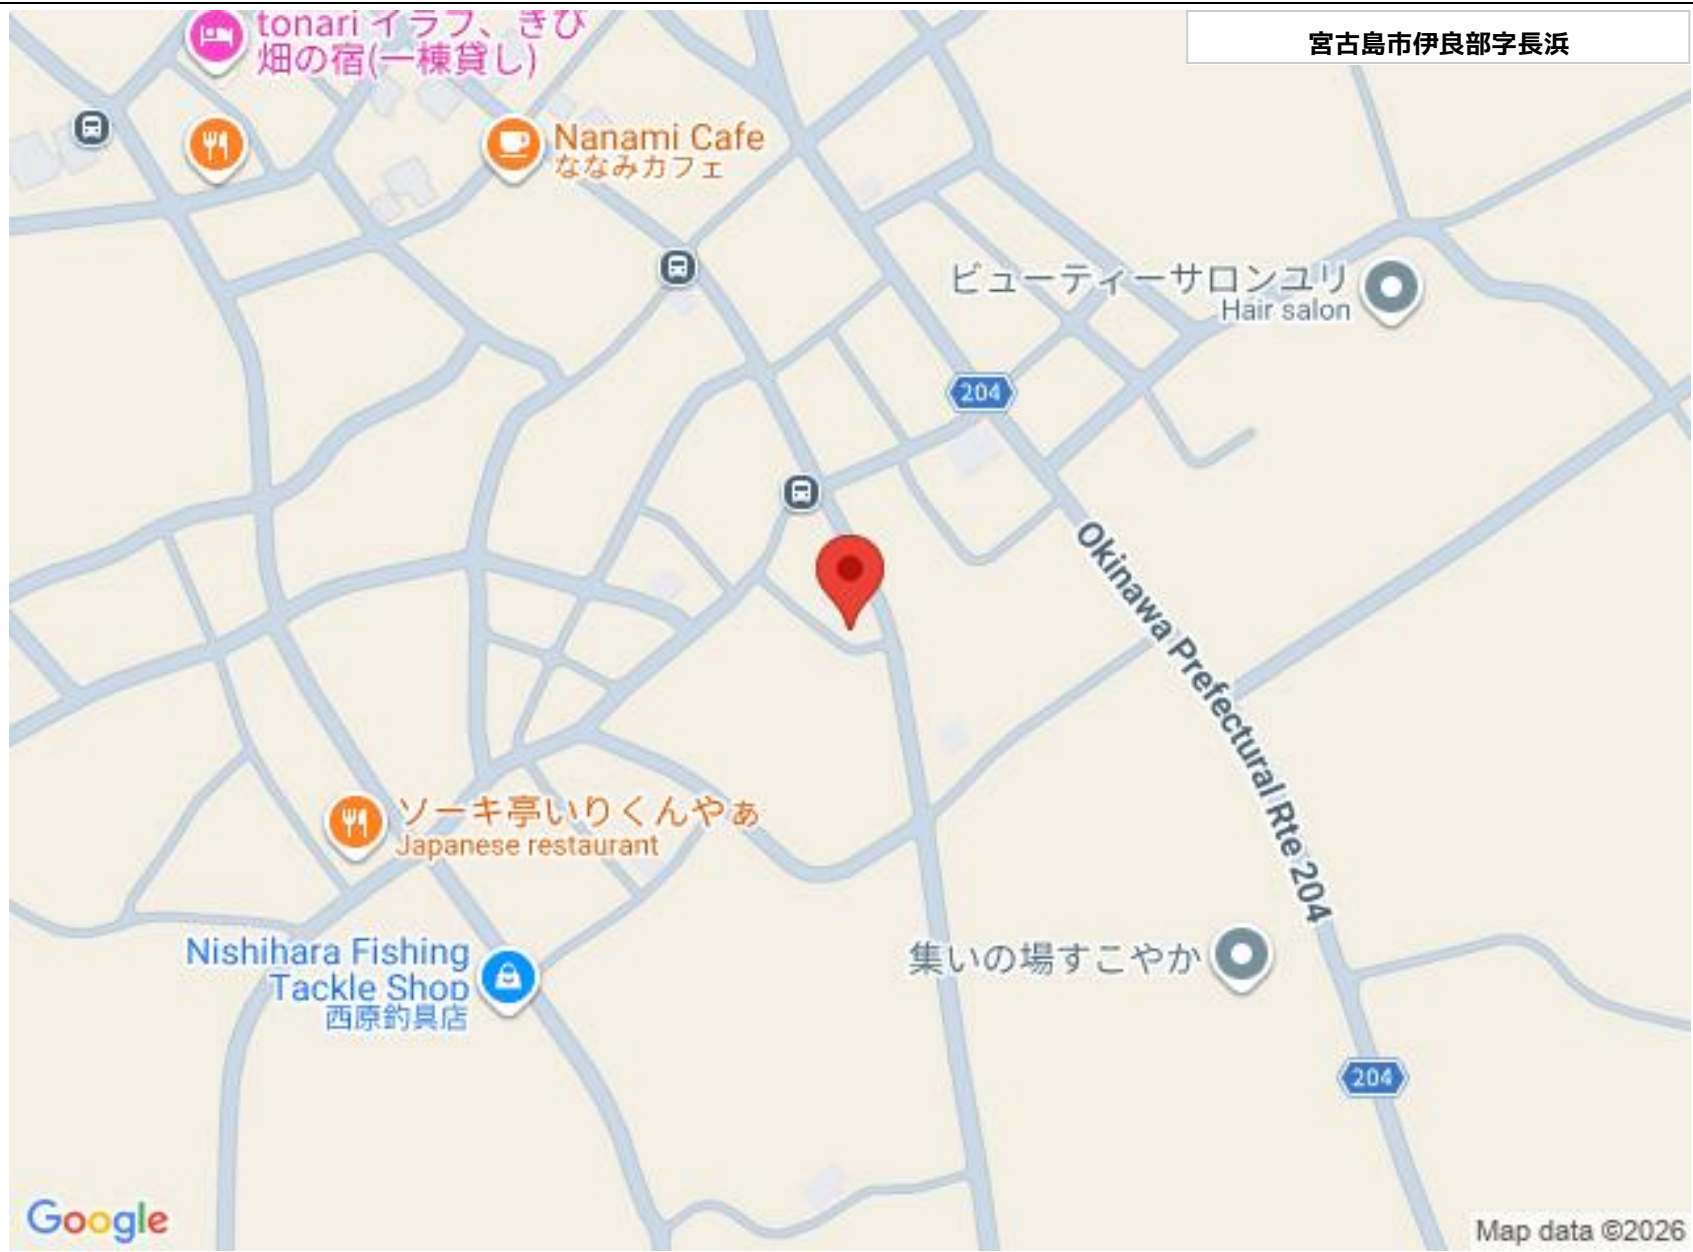 tonari イラブ、きび
畑の宿(一棟貸し)
宮古島市伊良部字長浜
Nanami Cafe
ななみカフェ
ビューティーサロンユリ
Hair salon
204
Okinawa Prefectural Rte 204
ソーキ亭いりくんやぁ
Japanese restaurant
Nishihara Fishing
Tackle Shop
西原釣具店
集いの場すこやか
204
Google
Map data ©2026